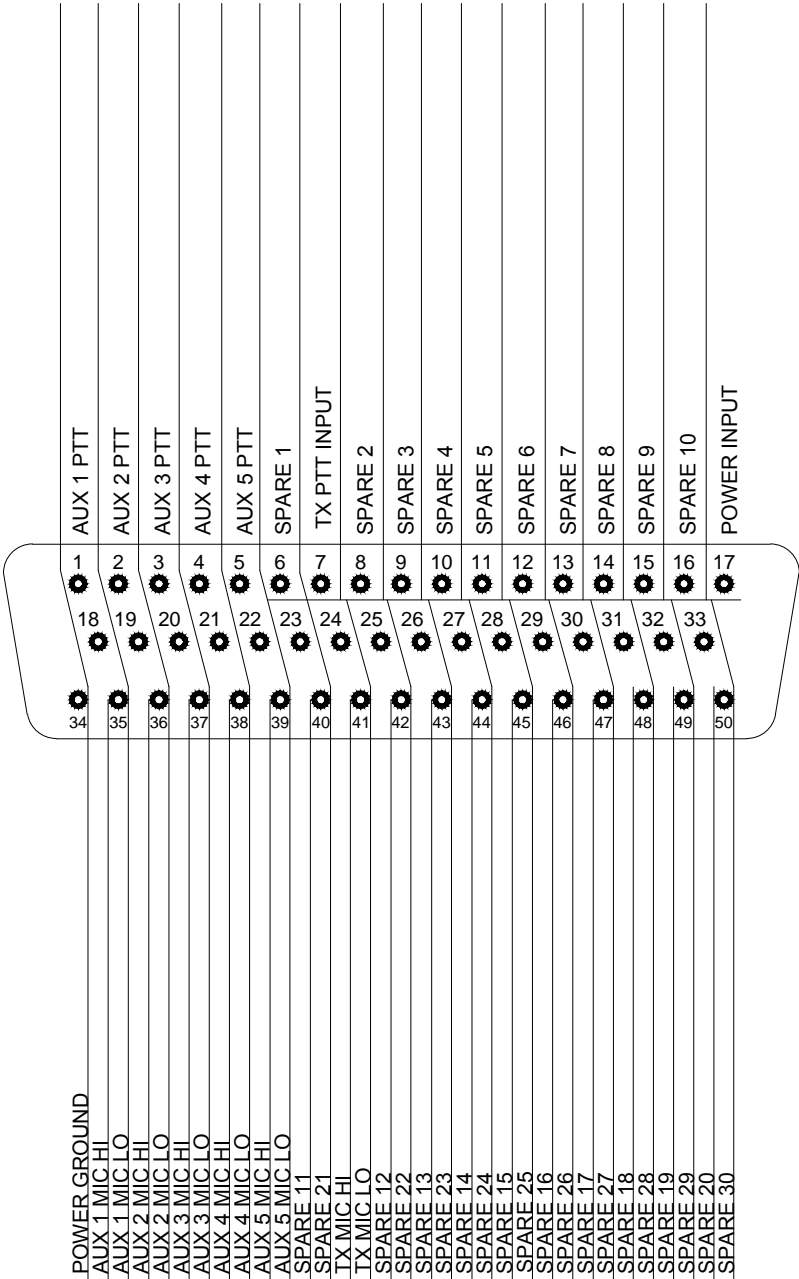 AUX 1 PTT
AUX 2 PTT
AUX 3 PTT
AUX 4 PTT
AUX 5 PTT
SPARE 1
TX PTT INPUT
SPARE 2
SPARE 3
SPARE 4
SPARE 5
SPARE 6
SPARE 7
SPARE 8
SPARE 9
SPARE 10
POWER INPUT
1 2 3 4 5 6 7 8 9 10 11 12 13 14 15 16 17
18 19 20 21 22 23 24 25 26 27 28 29 30 31 32 33
34 35 36 37 38 39 40 41 42 43 44 45 46 47 48 49 50
POWER GROUND
AUX 1 MIC HI
AUX 1 MIC LO
AUX 2 MIC HI
AUX 2 MIC LO
AUX 3 MIC HI
AUX 3 MIC LO
AUX 4 MIC HI
AUX 4 MIC LO
AUX 5 MIC HI
AUX 5 MIC LO
SPARE 11
SPARE 21
TX MIC HI
TX MIC LO
SPARE 12
SPARE 22
SPARE 13
SPARE 23
SPARE 14
SPARE 24
SPARE 15
SPARE 25
SPARE 16
SPARE 26
SPARE 17
SPARE 27
SPARE 18
SPARE 28
SPARE 19
SPARE 29
SPARE 20
SPARE 30